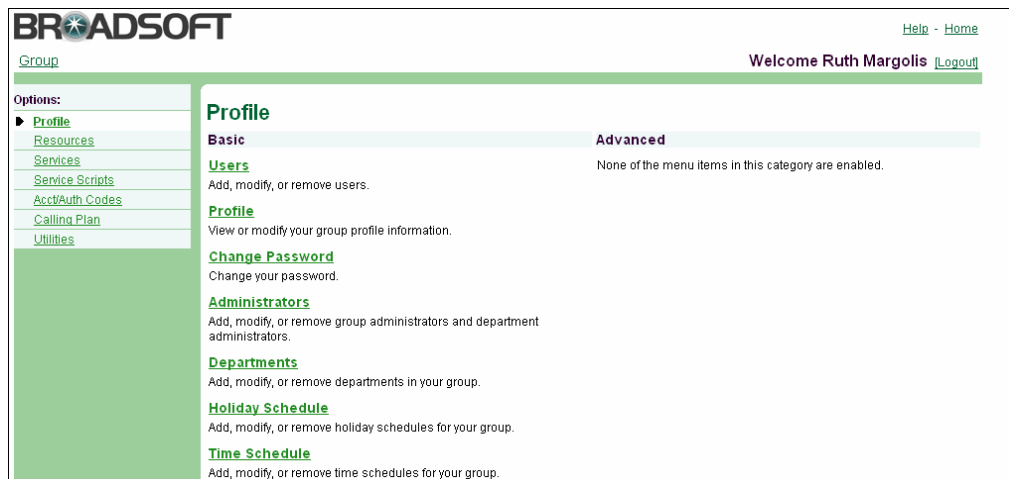 BROADSOFT
Help - Home
Group
Welcome Ruth Margolis [Logout]
Options:
Profile
Resources
Services
Service Scripts
Acct/Auth Codes
Calling Plan
Utilities
Profile
Basic
Users
Add, modify, or remove users.
Profile
View or modify your group profile information.
Change Password
Change your password.
Administrators
Add, modify, or remove group administrators and department
administrators.
Departments
Add, modify, or remove departments in your group.
Holiday Schedule
Add, modify, or remove holiday schedules for your group.
Time Schedule
Add, modify, or remove time schedules for your group.
Advanced
None of the menu items in this category are enabled.